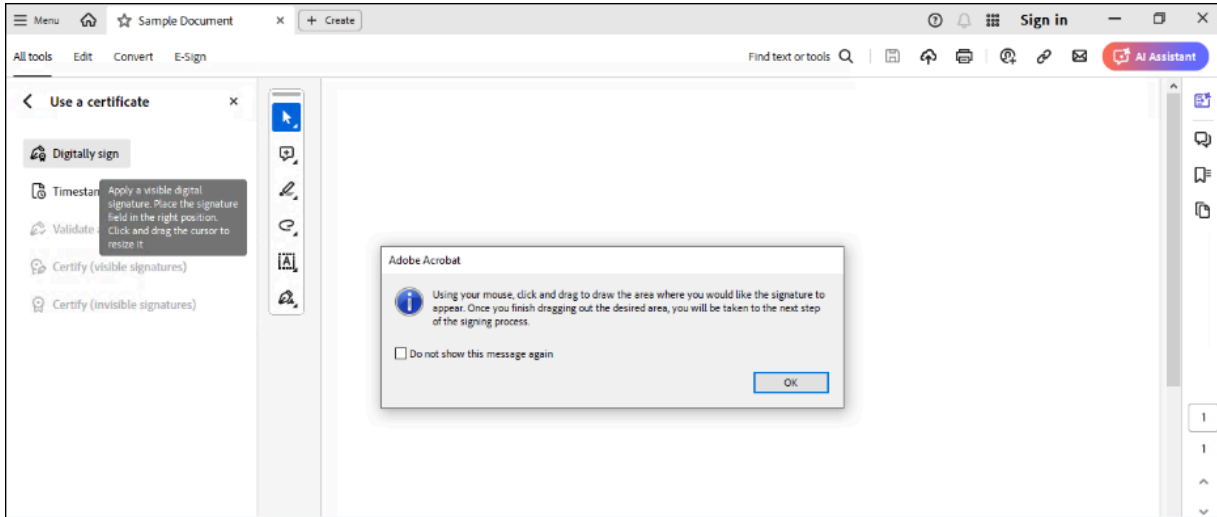 Menu
Sample Document
+ Create
Sign in
All tools Edit Convert E-Sign
Find text or tools
AI Assistant
Use a certificate
Digitally sign
Timestam
Apply a visible digital
signature. Place the signature
field in the right position.
Click and drag the cursor to
resize it
Validate
Certify (visible signatures)
Certify (invisible signatures)
Adobe Acrobat
Using your mouse, click and drag to draw the area where you would like the signature to
appear. Once you finish dragging out the desired area, you will be taken to the next step
of the signing process.
Do not show this message again
OK
1
1